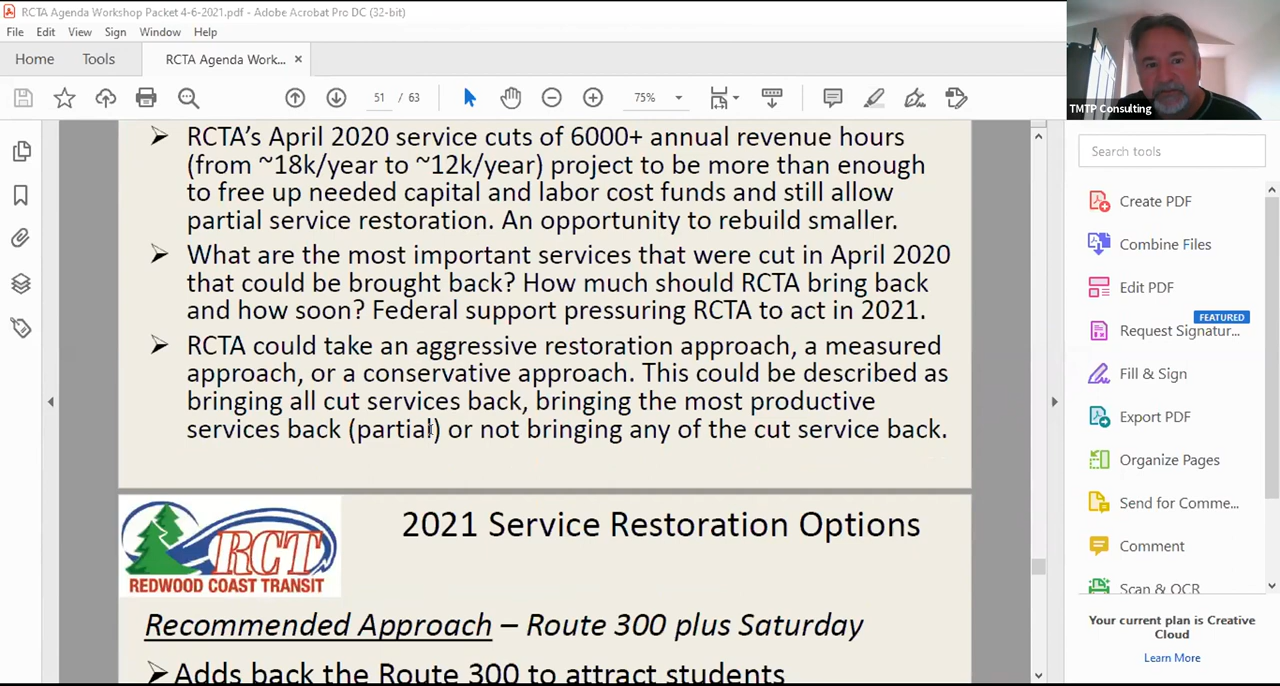 RCTA Agenda Workshop Packet 4-6-2021.pdf - Adobe Acrobat Pro DC (32-bit)
File Edit View Sign Window Help
Home Tools RCTA Agenda Work... ×
51 / 63 75%
TMTP Consulting
➢ RCTA's April 2020 service cuts of 6000+ annual revenue hours
(from ~18k/year to ~12k/year) project to be more than enough
to free up needed capital and labor cost funds and still allow
partial service restoration. An opportunity to rebuild smaller.
➢ What are the most important services that were cut in April 2020
that could be brought back? How much should RCTA bring back
and how soon? Federal support pressuring RCTA to act in 2021.
➢ RCTA could take an aggressive restoration approach, a measured
approach, or a conservative approach. This could be described as
bringing all cut services back, bringing the most productive
services back (partial) or not bringing any of the cut service back.
RCT
REDWOOD COAST TRANSIT
2021 Service Restoration Options
Recommended Approach – Route 300 plus Saturday
➢Adds back the Route 300 to attract students
Search tools
Create PDF
Combine Files
Edit PDF
FEATURED
Request Signatur...
Fill & Sign
Export PDF
Organize Pages
Send for Comme...
Comment
Scan & OCR
Your current plan is Creative
Cloud
Learn More